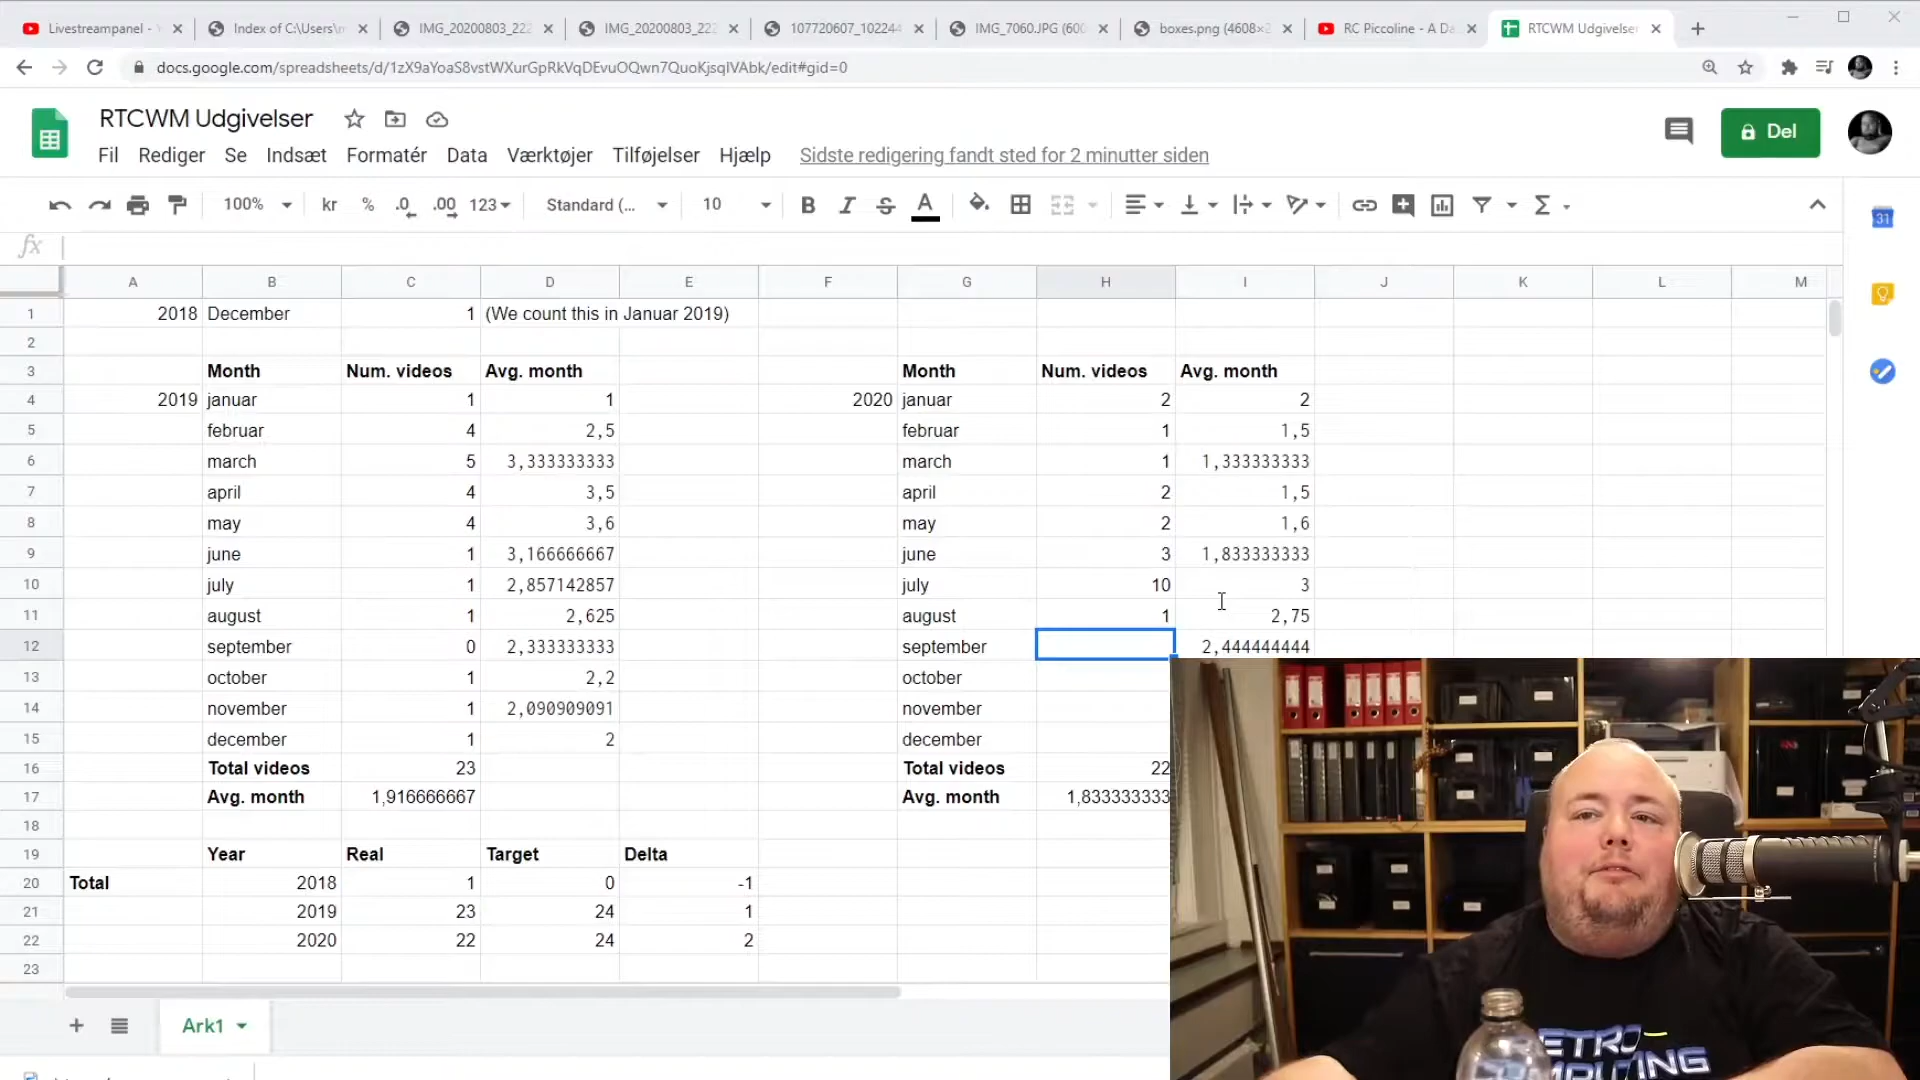 Livestreampanel - Y
Index of C:\Users\m
IMG_20200803_222
IMG_20200803_222
107720607_102244
IMG_7060.JPG (600
boxes.png (4608×2
RC Piccoline - A Da
RTCWM Udgivelse
docs.google.com/spreadsheets/d/1zX9aYoaS8vstWXurGpRkVqDEvuOQwn7QuoKjsqIVAbk/edit#gid=0
RTCWM Udgivelser
Del
Fil Rediger Se Indsæt Formatér Data Værktøjer Tilføjelser Hjælp Sidste redigering fandt sted for 2 minutter siden
100% kr % .0 .00 123 Standard (... 10 B I S A Σ
31
fx
A B C D E F G H I J K L M
1 2018 December 1 (We count this in Januar 2019)
2
3 Month Num. videos Avg. month Month Num. videos Avg. month
4 2019 januar 1 1 2020 januar 2 2
5 februar 4 2,5 februar 1 1,5
6 march 5 3,333333333 march 1 1,333333333
7 april 4 3,5 april 2 1,5
8 may 4 3,6 may 2 1,6
9 june 1 3,166666667 june 3 1,833333333
10 july 1 2,857142857 july 10 3
11 august 1 2,625 august 1 2,75
12 september 0 2,333333333 september 2,444444444
13 october 1 2,2 october
14 november 1 2,090909091 november
15 december 1 2 december
16 Total videos 23 Total videos 22
17 Avg. month 1,916666667 Avg. month 1,833333333
18
19 Year Real Target Delta
20 Total 2018 1 0 -1
21 2019 23 24 1
22 2020 22 24 2
23
Ark1